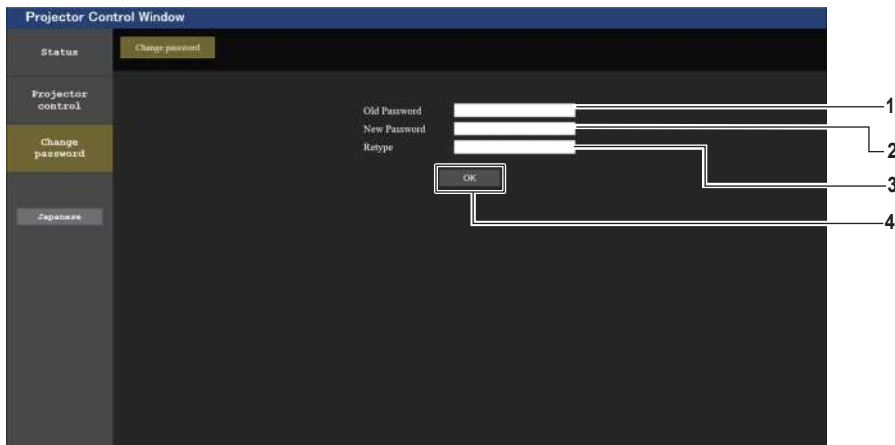 Projector Control Window
Status
Change password
Projector
control
Change
password
Japanese
Old Password
New Password
Retype
OK
1
2
3
4